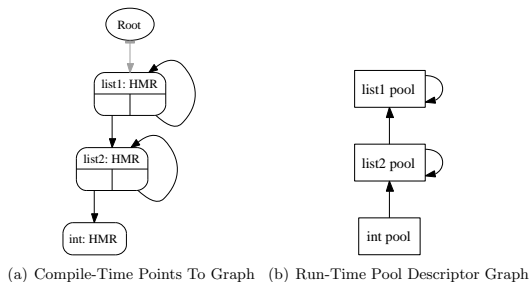 Root
list1: HMR
list2: HMR
int: HMR
list1 pool
list2 pool
int pool
(a) Compile-Time Points To Graph (b) Run-Time Pool Descriptor Graph